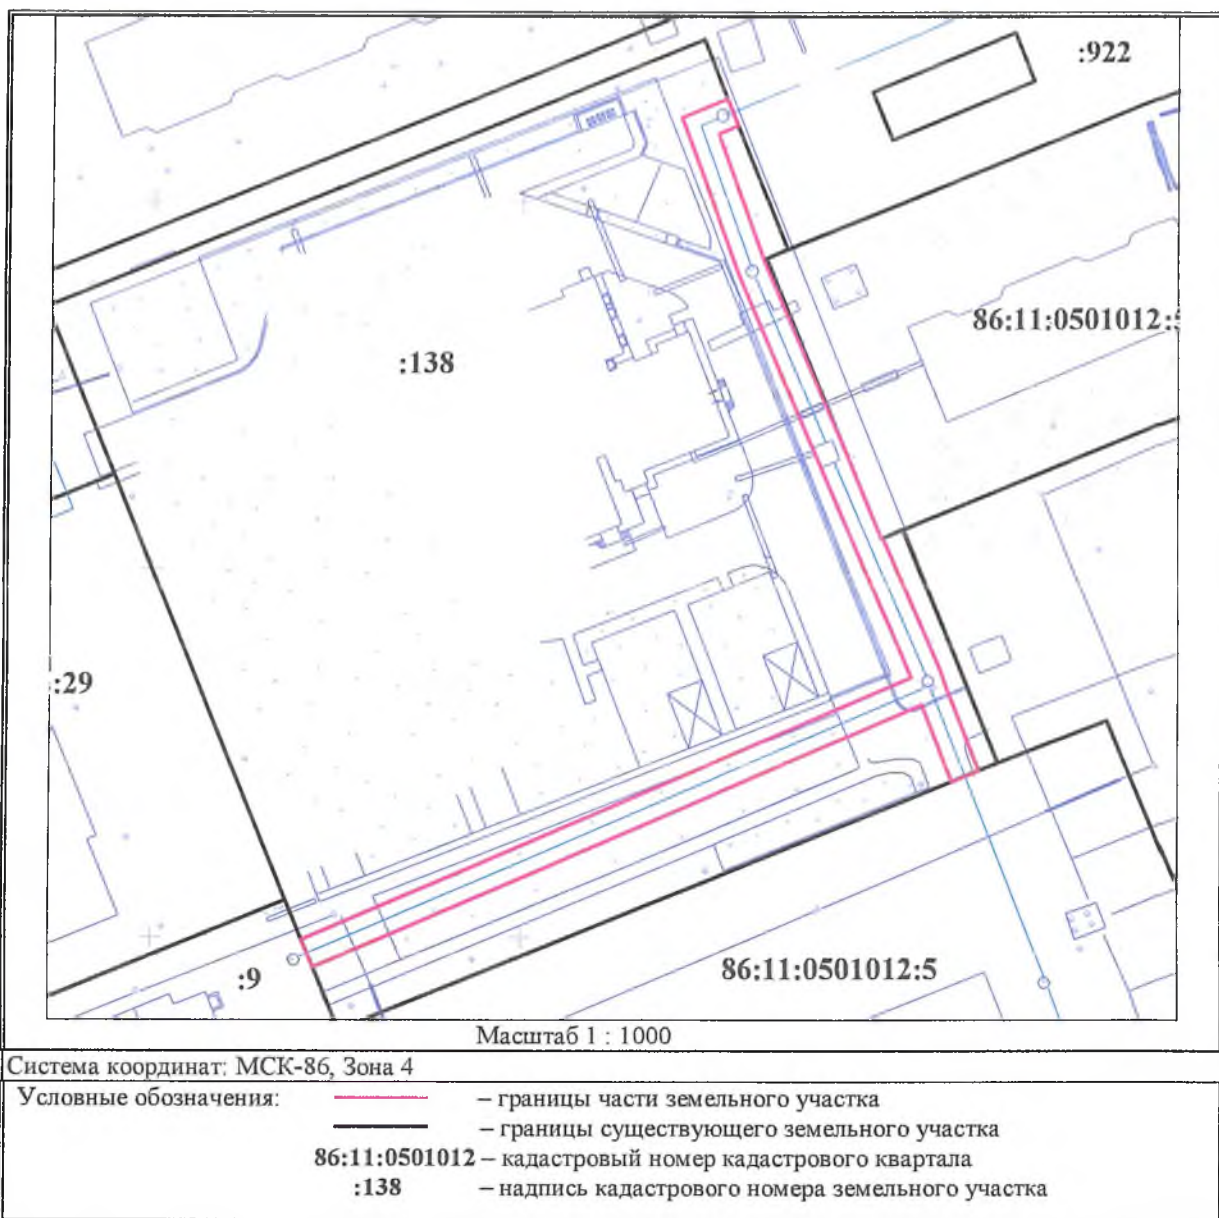 :922
86:11:0501012:5
:138
:29
:9
86:11:0501012:5
Масштаб 1 : 1000
Система координат: МСК-86, Зона 4
Условные обозначения:
– границы части земельного участка
– границы существующего земельного участка
86:11:0501012 – кадастровый номер кадастрового квартала
:138 – надпись кадастрового номера земельного участка